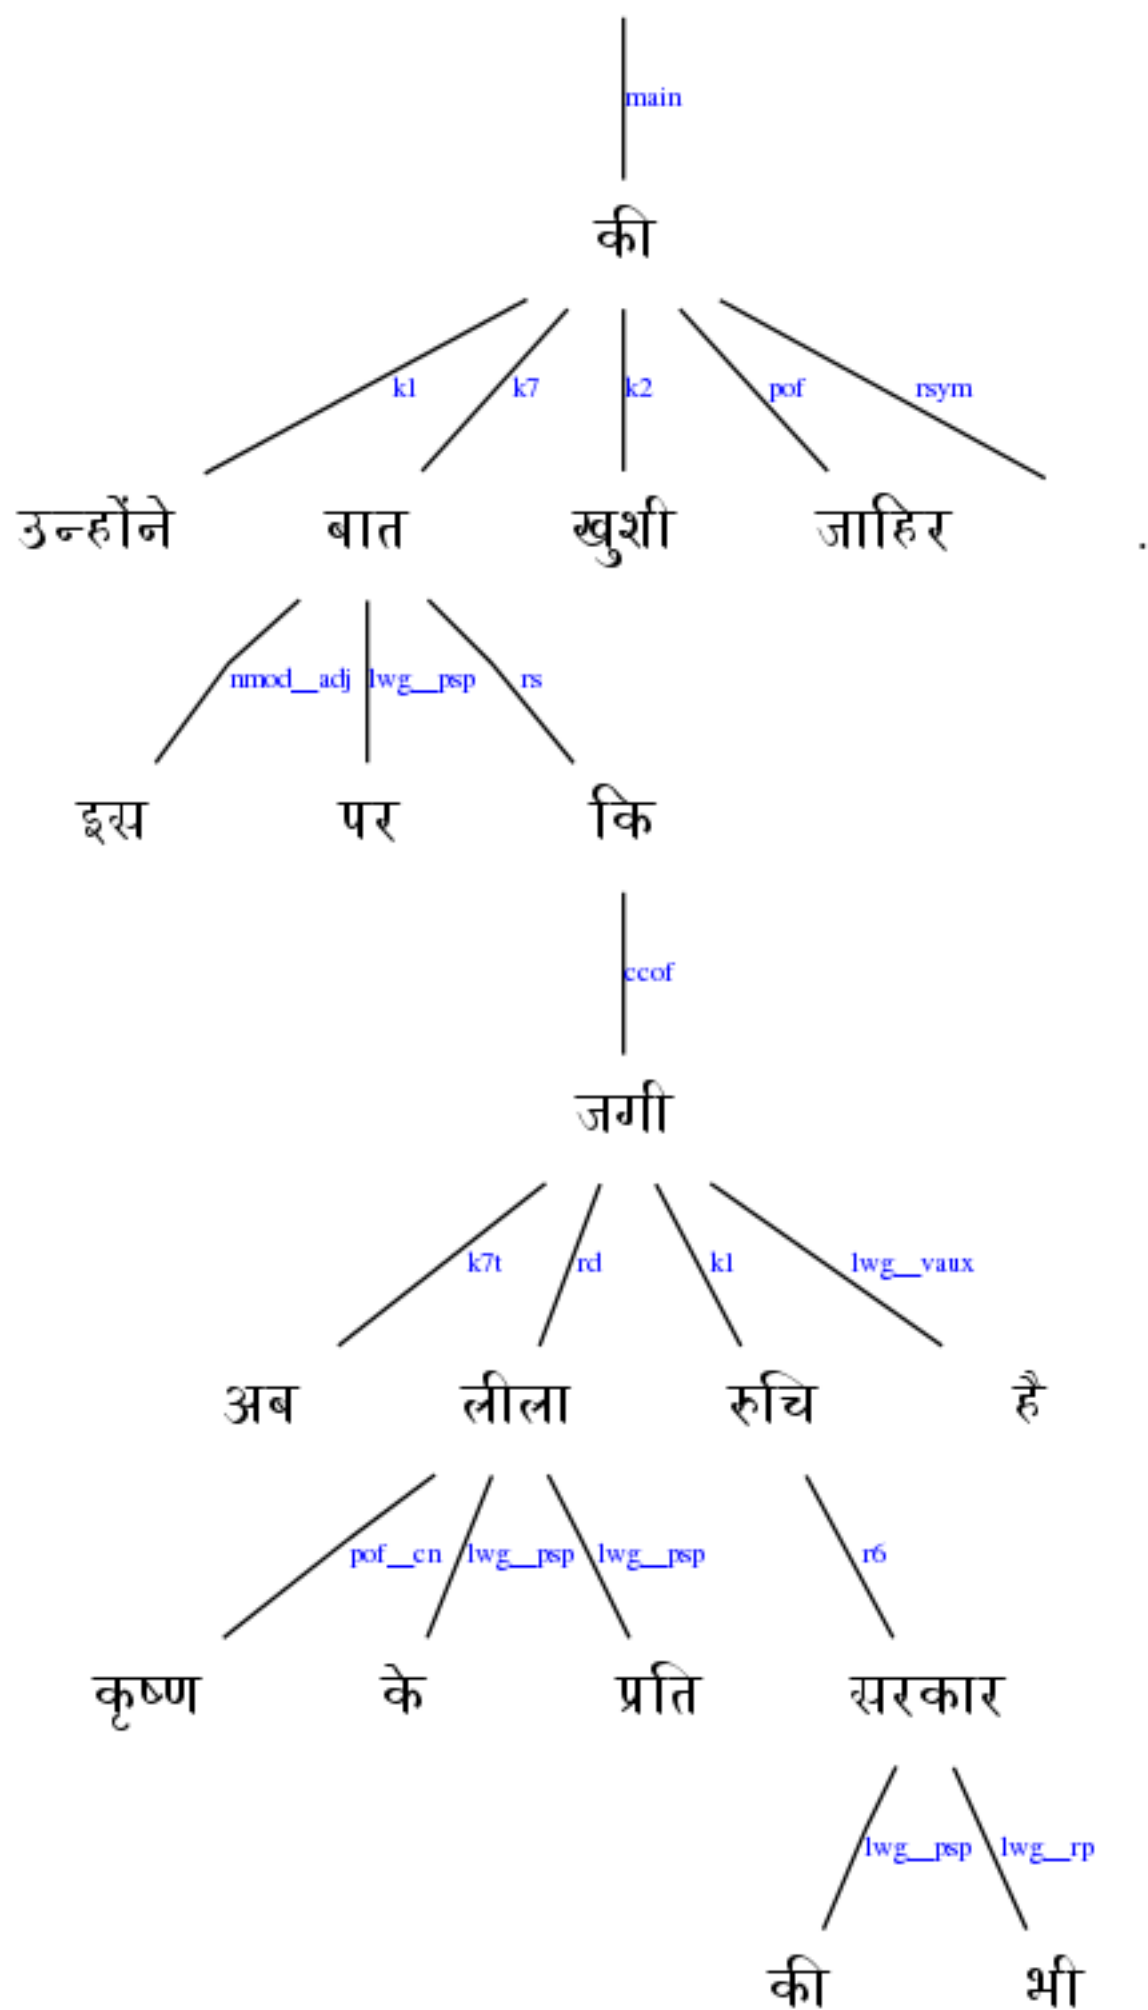 main
की
k1 k7 k2 pof rsym
उन्होंने बात खुशी जाहिर .
nmod__adj lwg__psp rs
इस पर कि
ccof
जगी
k7t rd k1 lwg__vaux
अब लीला रुचि है
pof__cn lwg__psp lwg__psp r6
कृष्ण के प्रति सरकार
lwg__psp lwg__rp
की भी